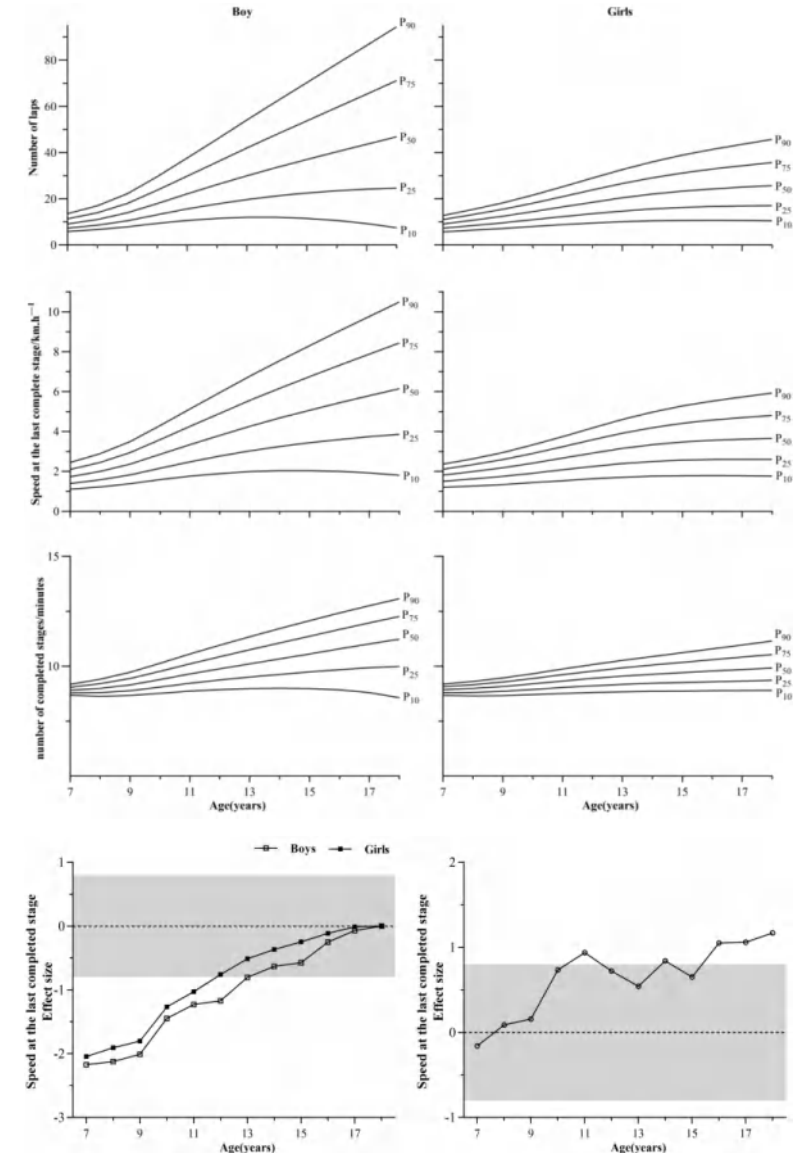 Boy
Girls
Number of laps
80
60
40
20
0
P90
P75
P50
P25
P10
P90
P75
P50
P25
P10
Speed at the last complete stage/km.h−1
10
8
6
4
2
0
P90
P75
P50
P25
P10
P90
P75
P50
P25
P10
number of completed stages/minutes
15
10
P90
P75
P50
P25
P10
P90
P75
P50
P25
P10
7 9 11 13 15 17
Age(years)
7 9 11 13 15 17
Age(years)
Boys Girls
Speed at the last completed stage
Effect size
1
0
-1
-2
-3
7 9 11 13 15 17
Age(years)
Speed at the last completed stage
Effect size
2
1
0
-1
7 9 11 13 15 17
Age(years)